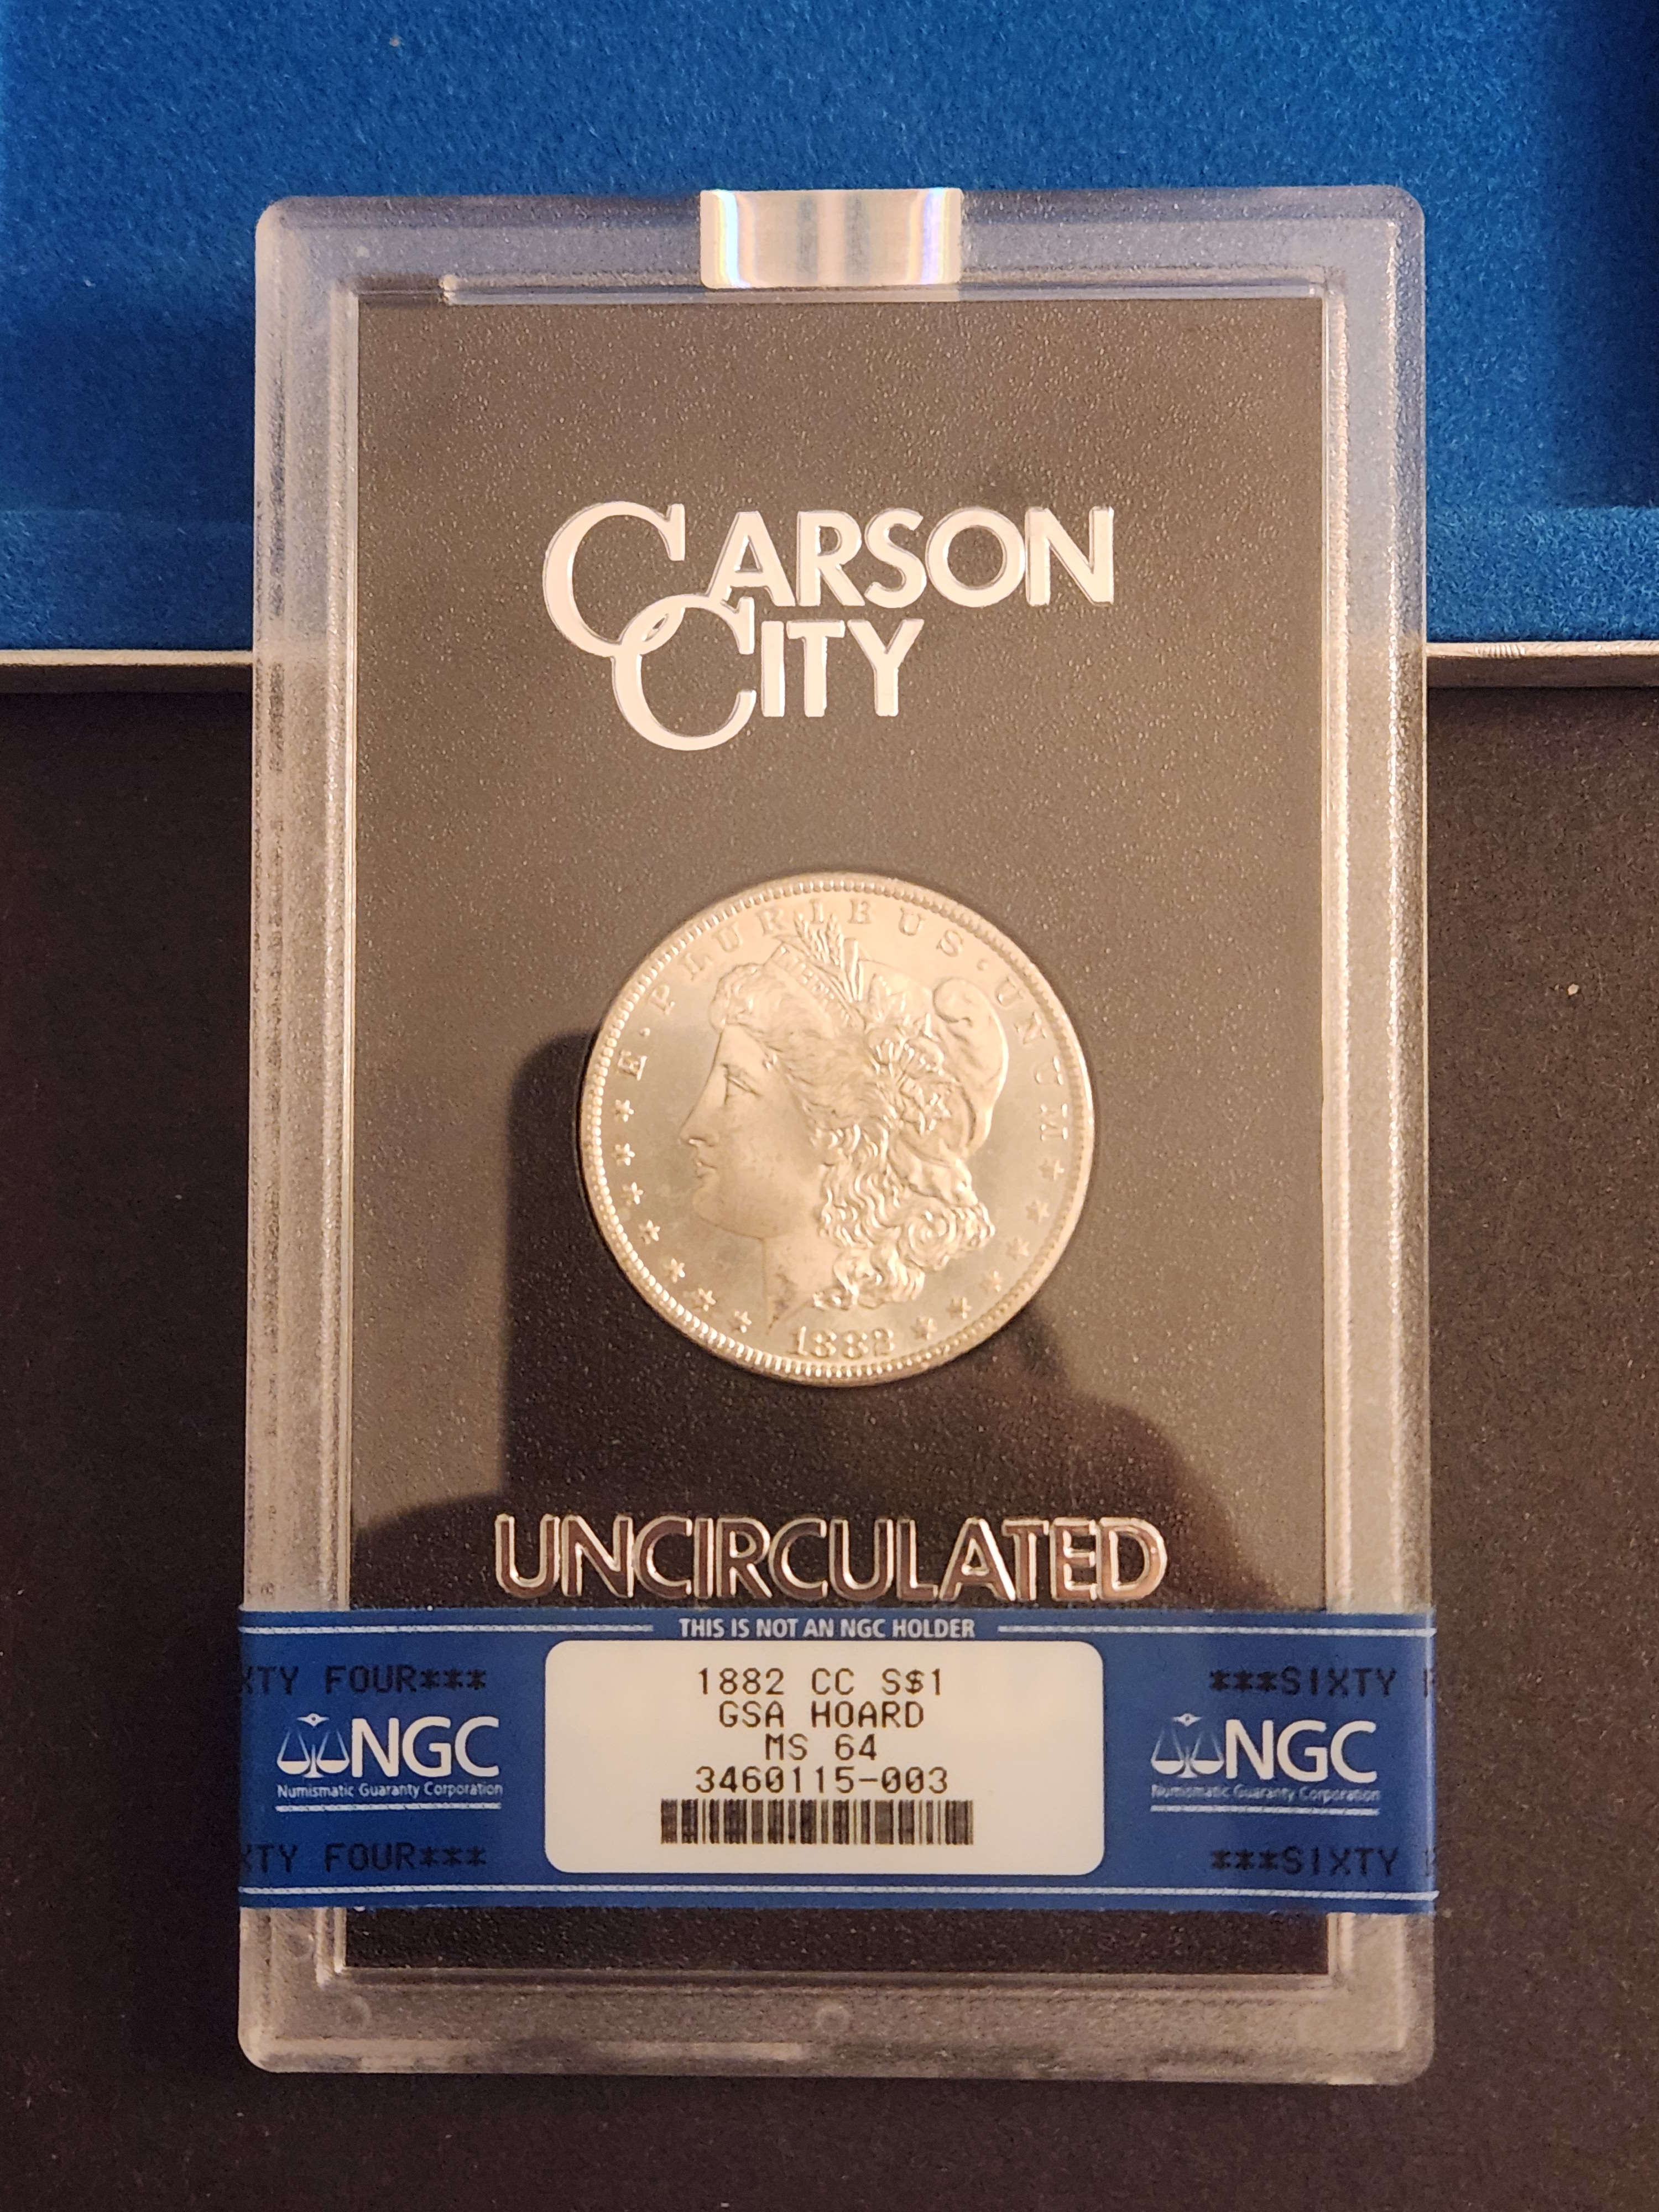 CARSON
CITY
E · PLURIBUS · UNUM
1882
UNCIRCULATED
THIS IS NOT AN NGC HOLDER
XTY FOUR***
***SIXTY F
NGC
Numismatic Guaranty Corporation
1882 CC S$1
GSA HOARD
MS 64
3460115-003
NGC
Numismatic Guaranty Corporation
XTY FOUR***
***SIXTY